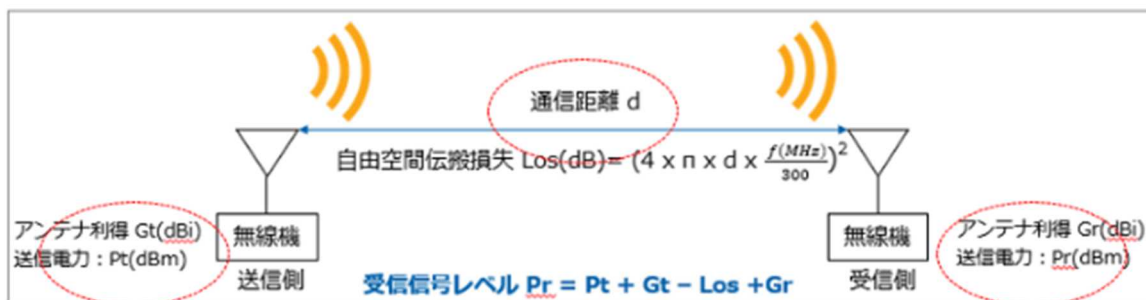 通信距離 d
自由空間伝搬損失 Los(dB)= (4 x π x d x f(MHz)/300)²
アンテナ利得 Gt(dBi)
送信電力：Pt(dBm)
無線機
送信側
無線機
受信側
アンテナ利得 Gr(dBi)
送信電力：Pr(dBm)
受信信号レベル Pr = Pt + Gt − Los +Gr